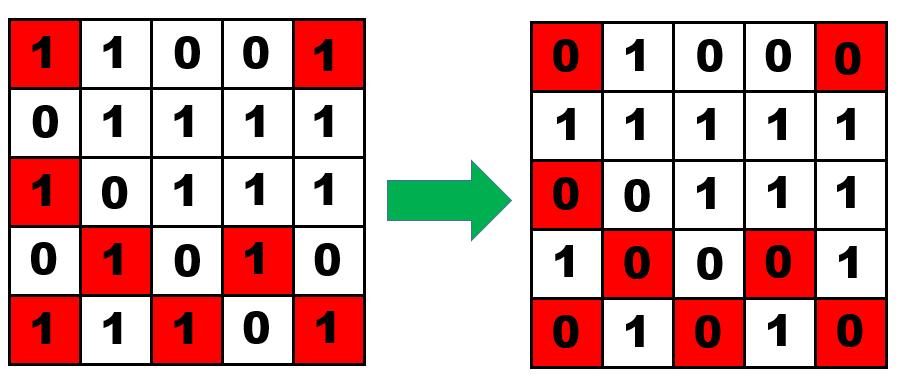 1 1 0 0 1
0 1 1 1 1
1 0 1 1 1
0 1 0 1 0
1 1 1 0 1
0 1 0 0 0
1 1 1 1 1
0 0 1 1 1
1 0 0 0 1
0 1 0 1 0